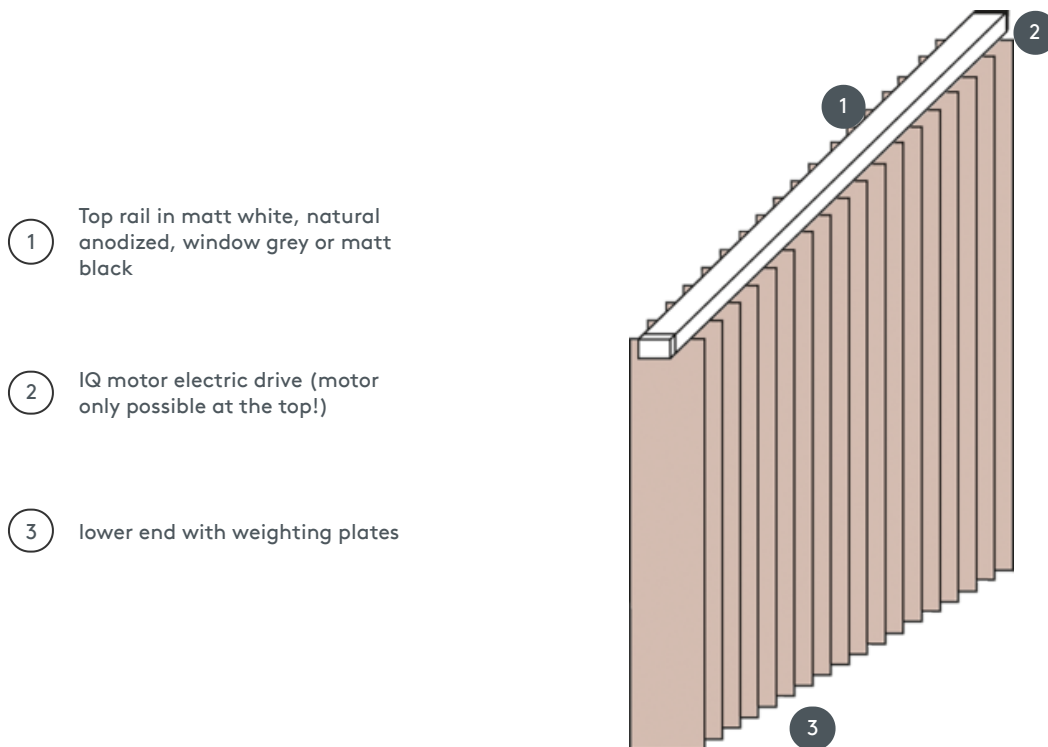 1
Top rail in matt white, natural
anodized, window grey or matt
black
2
IQ motor electric drive (motor
only possible at the top!)
3
lower end with weighting plates
2
1
3